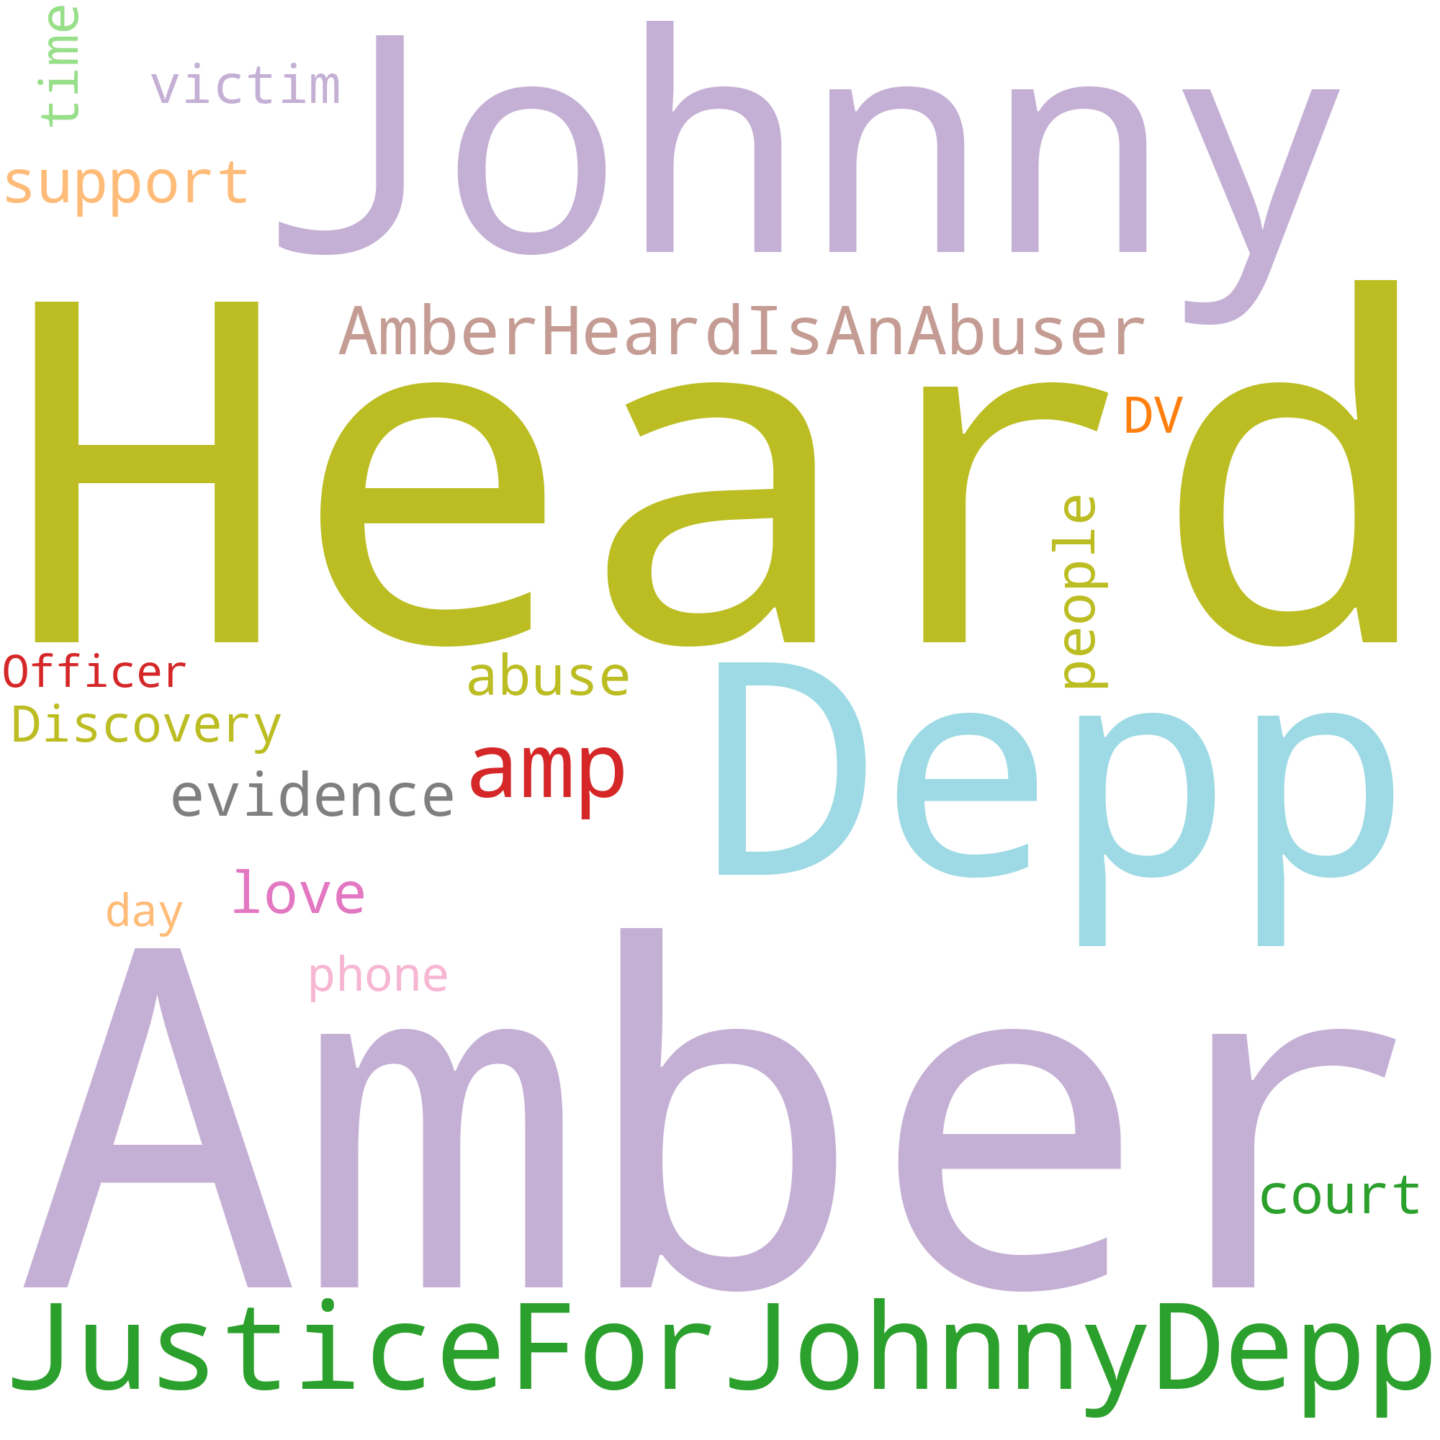 time
victim
Johnny
support
AmberHeardIsAnAbuser
Heard
DV
people
Officer
abuse
Discovery
amp
Depp
evidence
love
day
phone
Amber
court
JusticeForJohnnyDepp